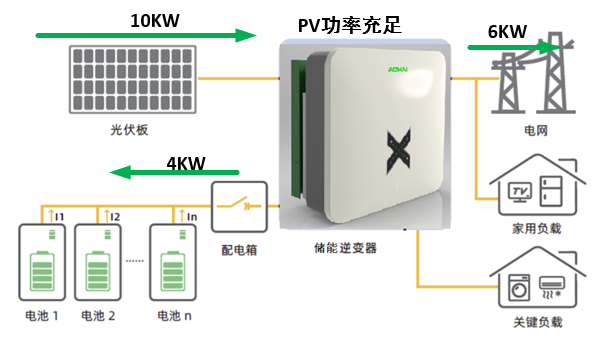 10KW
PV功率充足
6KW
AOHAI
光伏板
电网
4KW
TV
I1
I2
In
配电箱
储能逆变器
家用负载
······
电池 1
电池 2
电池 n
关键负载